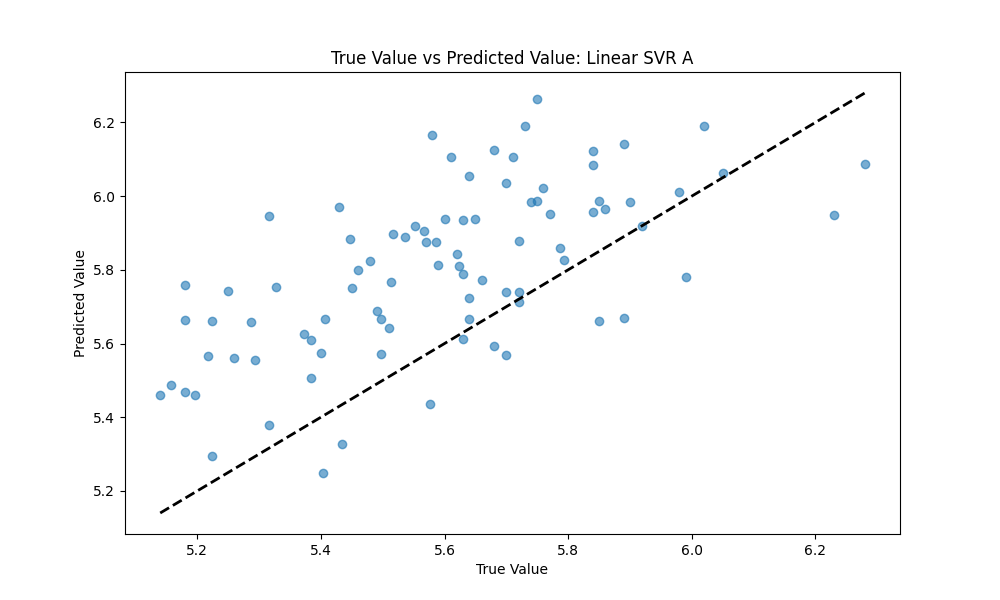 True Value vs Predicted Value: Linear SVR A
6.2
6.0
5.8
5.6
5.4
5.2
Predicted Value
5.2 5.4 5.6 5.8 6.0 6.2
True Value